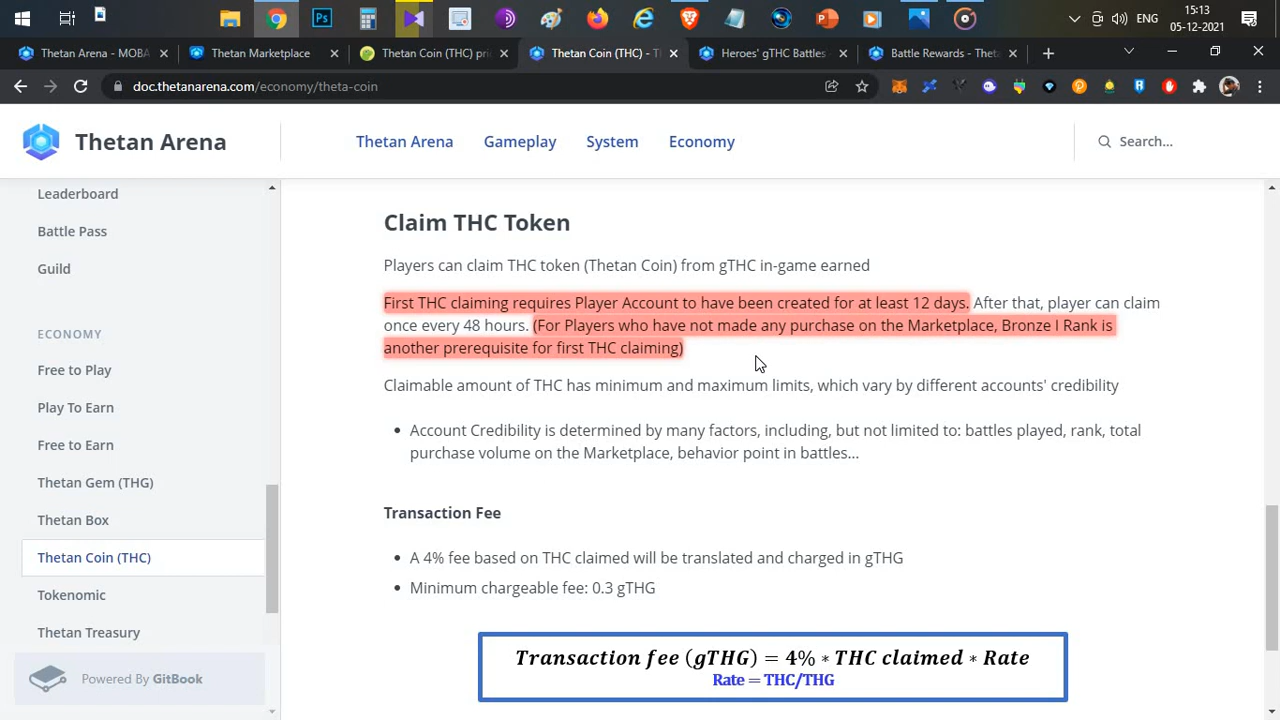 15:13
ENG
05-12-2021
Thetan Arena - MOBA
Thetan Marketplace
Thetan Coin (THC) pri
Thetan Coin (THC) - T
Heroes' gTHC Battles -
Battle Rewards - Theta
doc.thetanarena.com/economy/theta-coin
Thetan Arena
Thetan Arena
Gameplay
System
Economy
Search...
Leaderboard
Battle Pass
Guild
ECONOMY
Free to Play
Play To Earn
Free to Earn
Thetan Gem (THG)
Thetan Box
Thetan Coin (THC)
Tokenomic
Thetan Treasury
Powered By GitBook
Claim THC Token
Players can claim THC token (Thetan Coin) from gTHC in-game earned
First THC claiming requires Player Account to have been created for at least 12 days. After that, player can claim
once every 48 hours. (For Players who have not made any purchase on the Marketplace, Bronze I Rank is
another prerequisite for first THC claiming)
Claimable amount of THC has minimum and maximum limits, which vary by different accounts' credibility
• Account Credibility is determined by many factors, including, but not limited to: battles played, rank, total
purchase volume on the Marketplace, behavior point in battles...
Transaction Fee
• A 4% fee based on THC claimed will be translated and charged in gTHG
• Minimum chargeable fee: 0.3 gTHG
Transaction fee (gTHG) = 4% * THC claimed * Rate
Rate = THC/THG